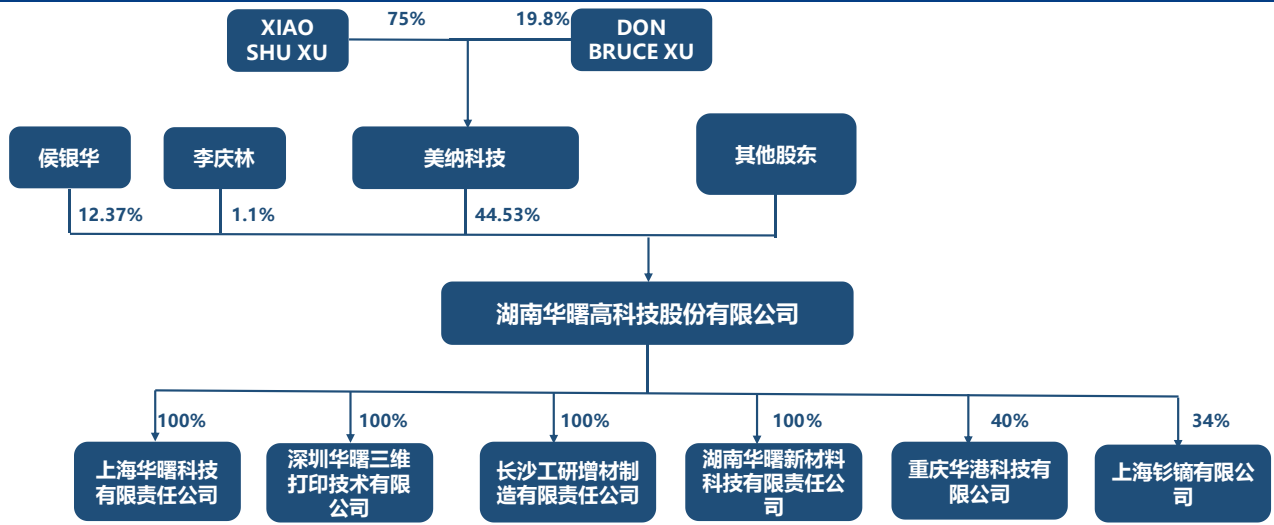 XIAO
SHU XU
75%
19.8%
DON
BRUCE XU
侯银华
李庆林
美纳科技
其他股东
12.37%
1.1%
44.53%
湖南华曙高科技股份有限公司
100%
100%
100%
100%
40%
34%
上海华曙科技
有限责任公司
深圳华曙三维
打印技术有限
公司
长沙工研增材制
造有限责任公司
湖南华曙新材料
科技有限责任公
司
重庆华港科技有
限公司
上海钐镝有限公
司